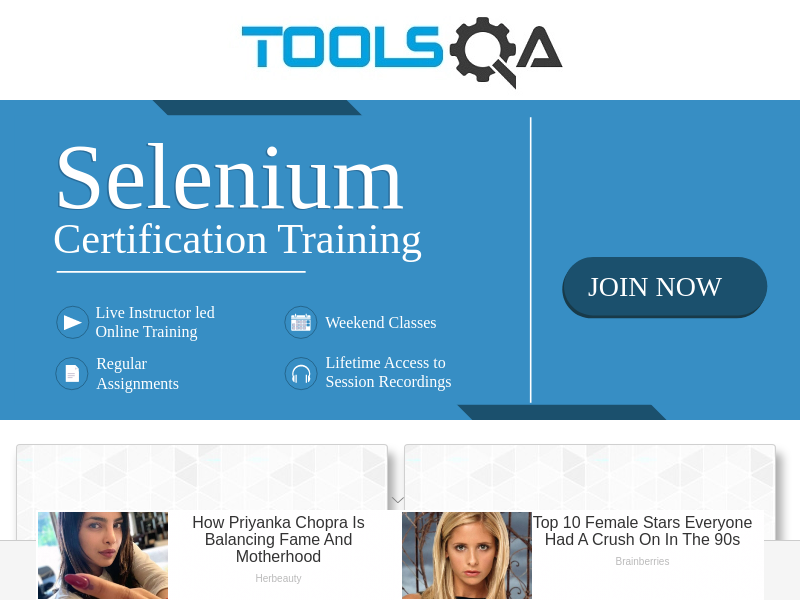 TOOLSQA
Selenium
Certification Training
Live Instructor led
Online Training
Weekend Classes
Regular
Assignments
Lifetime Access to
Session Recordings
JOIN NOW
How Priyanka Chopra Is
Balancing Fame And
Motherhood
Herbeauty
Top 10 Female Stars Everyone
Had A Crush On In The 90s
Brainberries